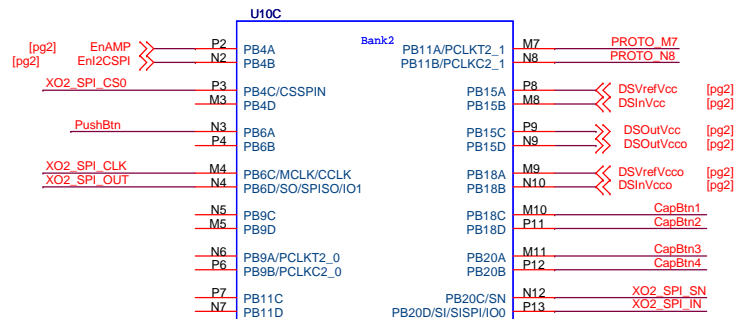 U10C
Bank2
[pg2] EnAMP P2 PB4A PB11A/PCLKT2_1 M7 PROTO_M7
[pg2] EnI2CSPI N2 PB4B PB11B/PCLKC2_1 N8 PROTO_N8
XO2_SPI_CS0 P3 PB4C/CSSPIN PB15A P8 DSVrefVcc [pg2]
M3 PB4D PB15B M8 DSInVcc [pg2]
PushBtn N3 PB6A PB15C P9 DSOutVcc [pg2]
P4 PB6B PB15D N9 DSOutVcco [pg2]
XO2_SPI_CLK M4 PB6C/MCLK/CCLK PB18A M9 DSVrefVcco [pg2]
XO2_SPI_OUT N4 PB6D/SO/SPISO/IO1 PB18B N10 DSInVcco [pg2]
N5 PB9C PB18C M10 CapBtn1
M5 PB9D PB18D P11 CapBtn2
N6 PB9A/PCLKT2_0 PB20A M11 CapBtn3
P6 PB9B/PCLKC2_0 PB20B P12 CapBtn4
P7 PB11C PB20C/SN N12 XO2_SPI_SN
N7 PB11D PB20D/SI/SISPI/IO0 P13 XO2_SPI_IN